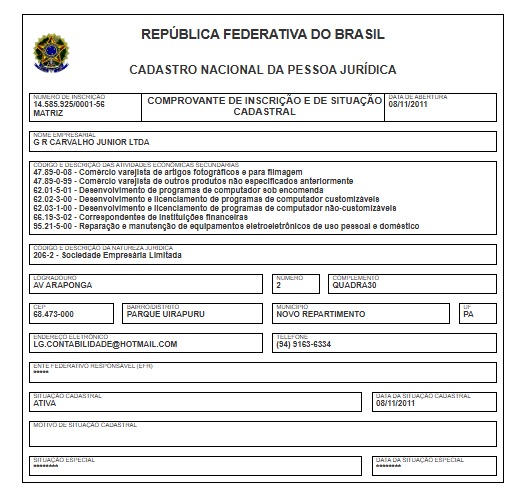 REPÚBLICA FEDERATIVA DO BRASIL
CADASTRO NACIONAL DA PESSOA JURÍDICA
NÚMERO DE INSCRIÇÃO
14.585.925/0001-56
MATRIZ
COMPROVANTE DE INSCRIÇÃO E DE SITUAÇÃO
CADASTRAL
DATA DE ABERTURA
08/11/2011
NOME EMPRESARIAL
G R CARVALHO JUNIOR LTDA
CÓDIGO E DESCRIÇÃO DAS ATIVIDADES ECONÔMICAS SECUNDÁRIAS
47.89-0-08 - Comércio varejista de artigos fotográficos e para filmagem
47.89-0-99 - Comércio varejista de outros produtos não especificados anteriormente
62.01-5-01 - Desenvolvimento de programas de computador sob encomenda
62.02-3-00 - Desenvolvimento e licenciamento de programas de computador customizáveis
62.03-1-00 - Desenvolvimento e licenciamento de programas de computador não-customizáveis
66.19-3-02 - Correspondentes de instituições financeiras
95.21-5-00 - Reparação e manutenção de equipamentos eletroeletrônicos de uso pessoal e doméstico
CÓDIGO E DESCRIÇÃO DA NATUREZA JURÍDICA
206-2 - Sociedade Empresária Limitada
LOGRADOURO
AV ARAPONGA
NÚMERO
2
COMPLEMENTO
QUADRA30
CEP
68.473-000
BAIRRO/DISTRITO
PARQUE UIRAPURU
MUNICÍPIO
NOVO REPARTIMENTO
UF
PA
ENDEREÇO ELETRÔNICO
LG.CONTABILIDADE@HOTMAIL.COM
TELEFONE
(94) 9163-6334
ENTE FEDERATIVO RESPONSÁVEL (EFR)
*****
SITUAÇÃO CADASTRAL
ATIVA
DATA DA SITUAÇÃO CADASTRAL
08/11/2011
MOTIVO DE SITUAÇÃO CADASTRAL
SITUAÇÃO ESPECIAL
********
DATA DA SITUAÇÃO ESPECIAL
********